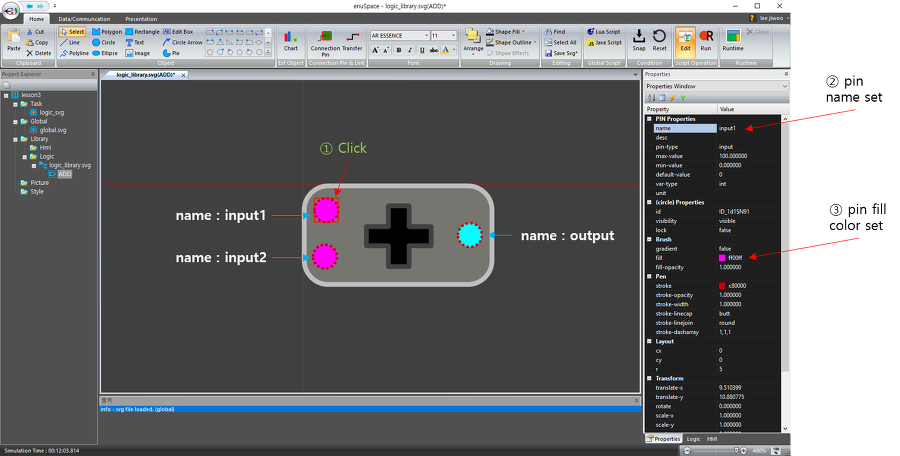 enuSpace - logic_library.svg(ADD)*
Home
Data/Communcation
Presentation
lee jiwoo
Paste
Cut
Copy
Delete
Clipboard
Select
Line
Polyline
Polygon
Circle
Ellipse
Rectangle
Text
Image
Edit Box
Circle Arrow
Pie
Object
Chart
Ext Object
Connection Point
Transfer
Connection Pin & Link
AR ESSENCE
11
Font
Arrange
Shape Fill
Shape Outline
Shpae Effects
Drawing
Find
Select All
Save Svg*
Editing
Lua Script
Java Script
Global Script
Snap
Reset
Condition
Edit
Run
Script Operation
Runtime
Close
Runtime
Project Explorer
lesson3
Task
logic_svg
Global
global.svg
Library
Hmi
Logic
logic_library.svg
ADD
Picture
Style
logic_library.svg(ADD)*
① Click
name : input1
name : input2
name : output
출력
info - svg file loaded. (global)
Properties
Properties Window
Property Value
PIN Properties
name input1
desc
pin-type input
max-value 100.000000
min-value 0.000000
default-value 0
var-type int
unit
(circle) Properties
id ID_1d1SN91
visibility visible
lock false
Brush
gradient false
fill ff00ff
fill-opacity 1.000000
Pen
stroke c80000
stroke-opacity 1.000000
stroke-width 1.000000
stroke-linecap butt
stroke-linejoin round
stroke-dasharray 1,1,1
Layout
cx 0
cy 0
r 5
Transform
translate-x 9.510399
translate-y 10.880775
rotate 0.000000
scale-x 1.000000
scale-y 1.000000
Properties
Logic
HMI
② pin
name set
③ pin fill
color set
Simulation Time : 00:12:03.814
450%